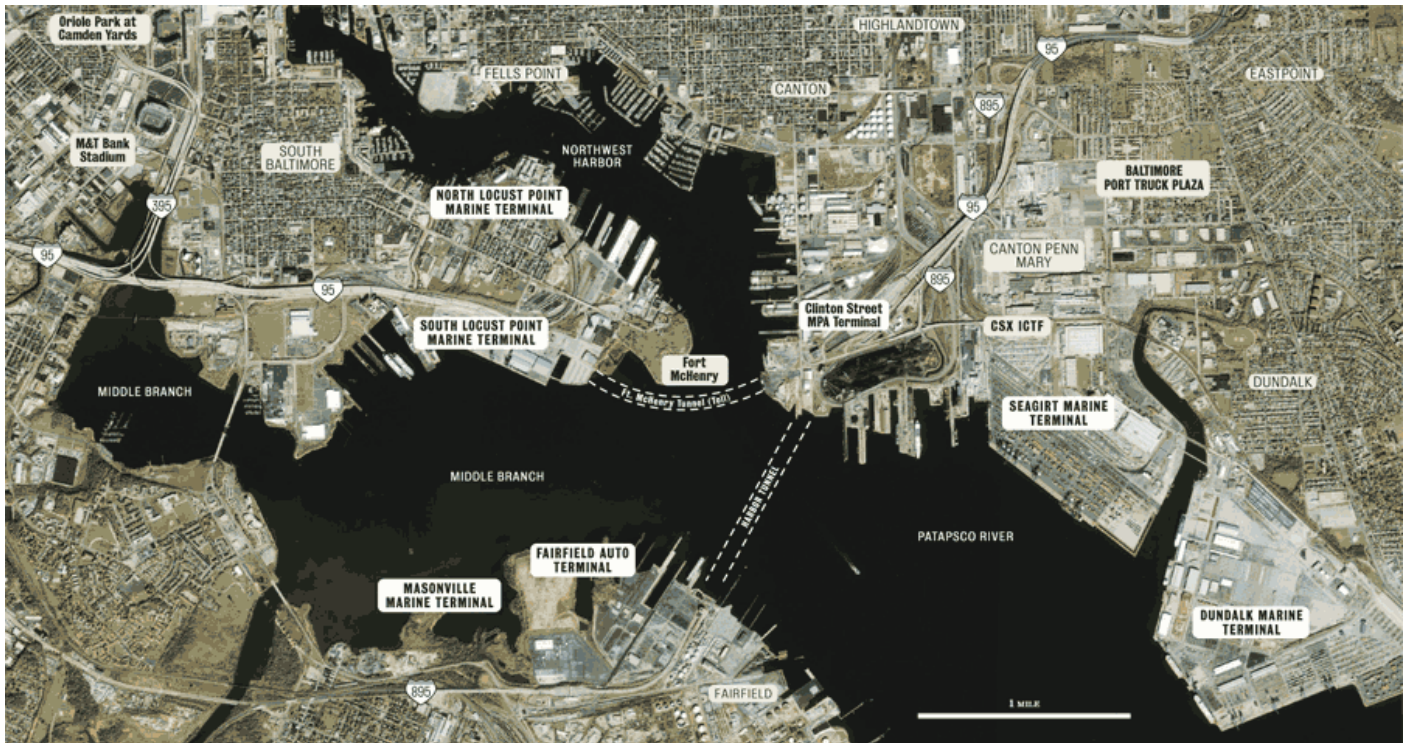 Oriole Park at
Camden Yards
HIGHLANDTOWN
95
FELLS POINT
EASTPOINT
CANTON
895
M&T Bank
Stadium
SOUTH
BALTIMORE
NORTHWEST
HARBOR
BALTIMORE
PORT TRUCK PLAZA
NORTH LOCUST POINT
MARINE TERMINAL
395
95
95
CANTON PENN
MARY
895
95
Clinton Street
MPA Terminal
CSX ICTF
SOUTH LOCUST POINT
MARINE TERMINAL
Fort
McHenry
DUNDALK
MIDDLE BRANCH
Ft. McHenry Tunnel (Toll)
SEAGIRT MARINE
TERMINAL
MIDDLE BRANCH
HARBOR TUNNEL
PATAPSCO RIVER
FAIRFIELD AUTO
TERMINAL
MASONVILLE
MARINE TERMINAL
DUNDALK MARINE
TERMINAL
895
FAIRFIELD
1 MILE